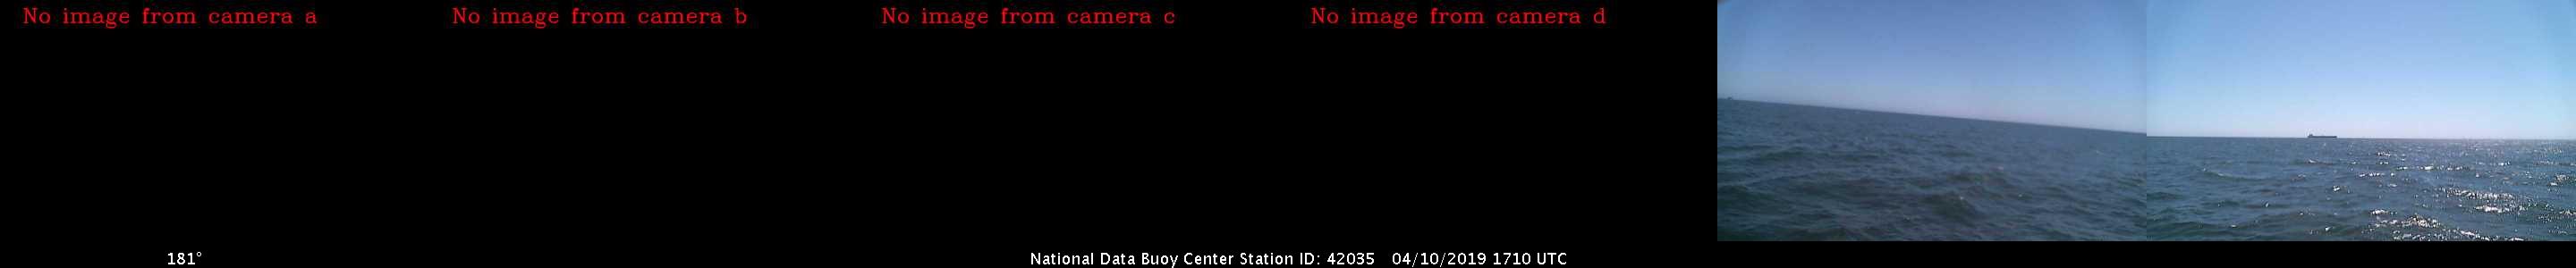 No image from camera a
No image from camera b
No image from camera c
No image from camera d
181°
National Data Buoy Center Station ID: 42035 04/10/2019 1710 UTC